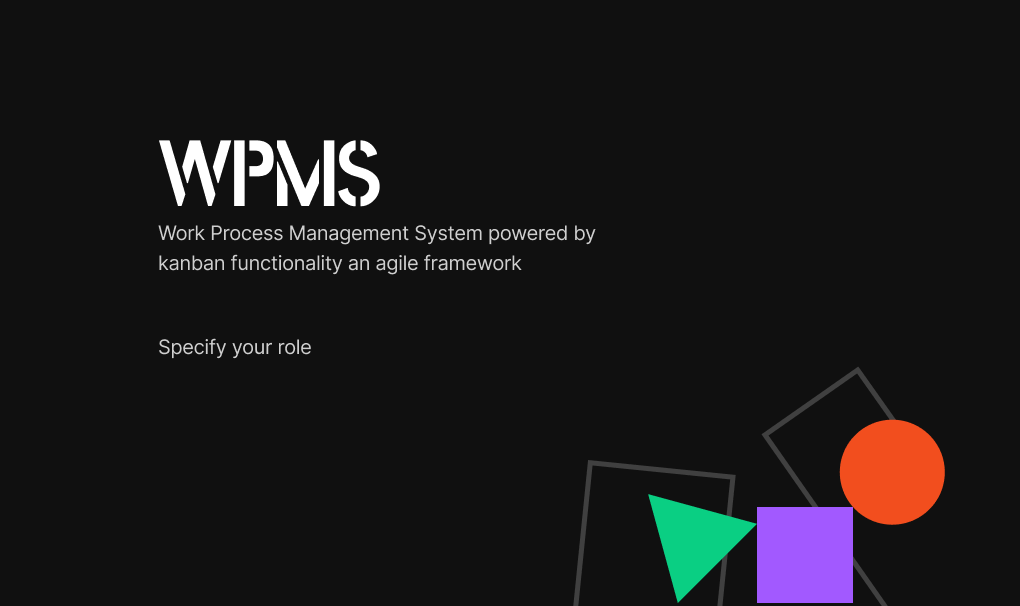 WPMS
Work Process Management System powered by
kanban functionality an agile framework
Specify your role